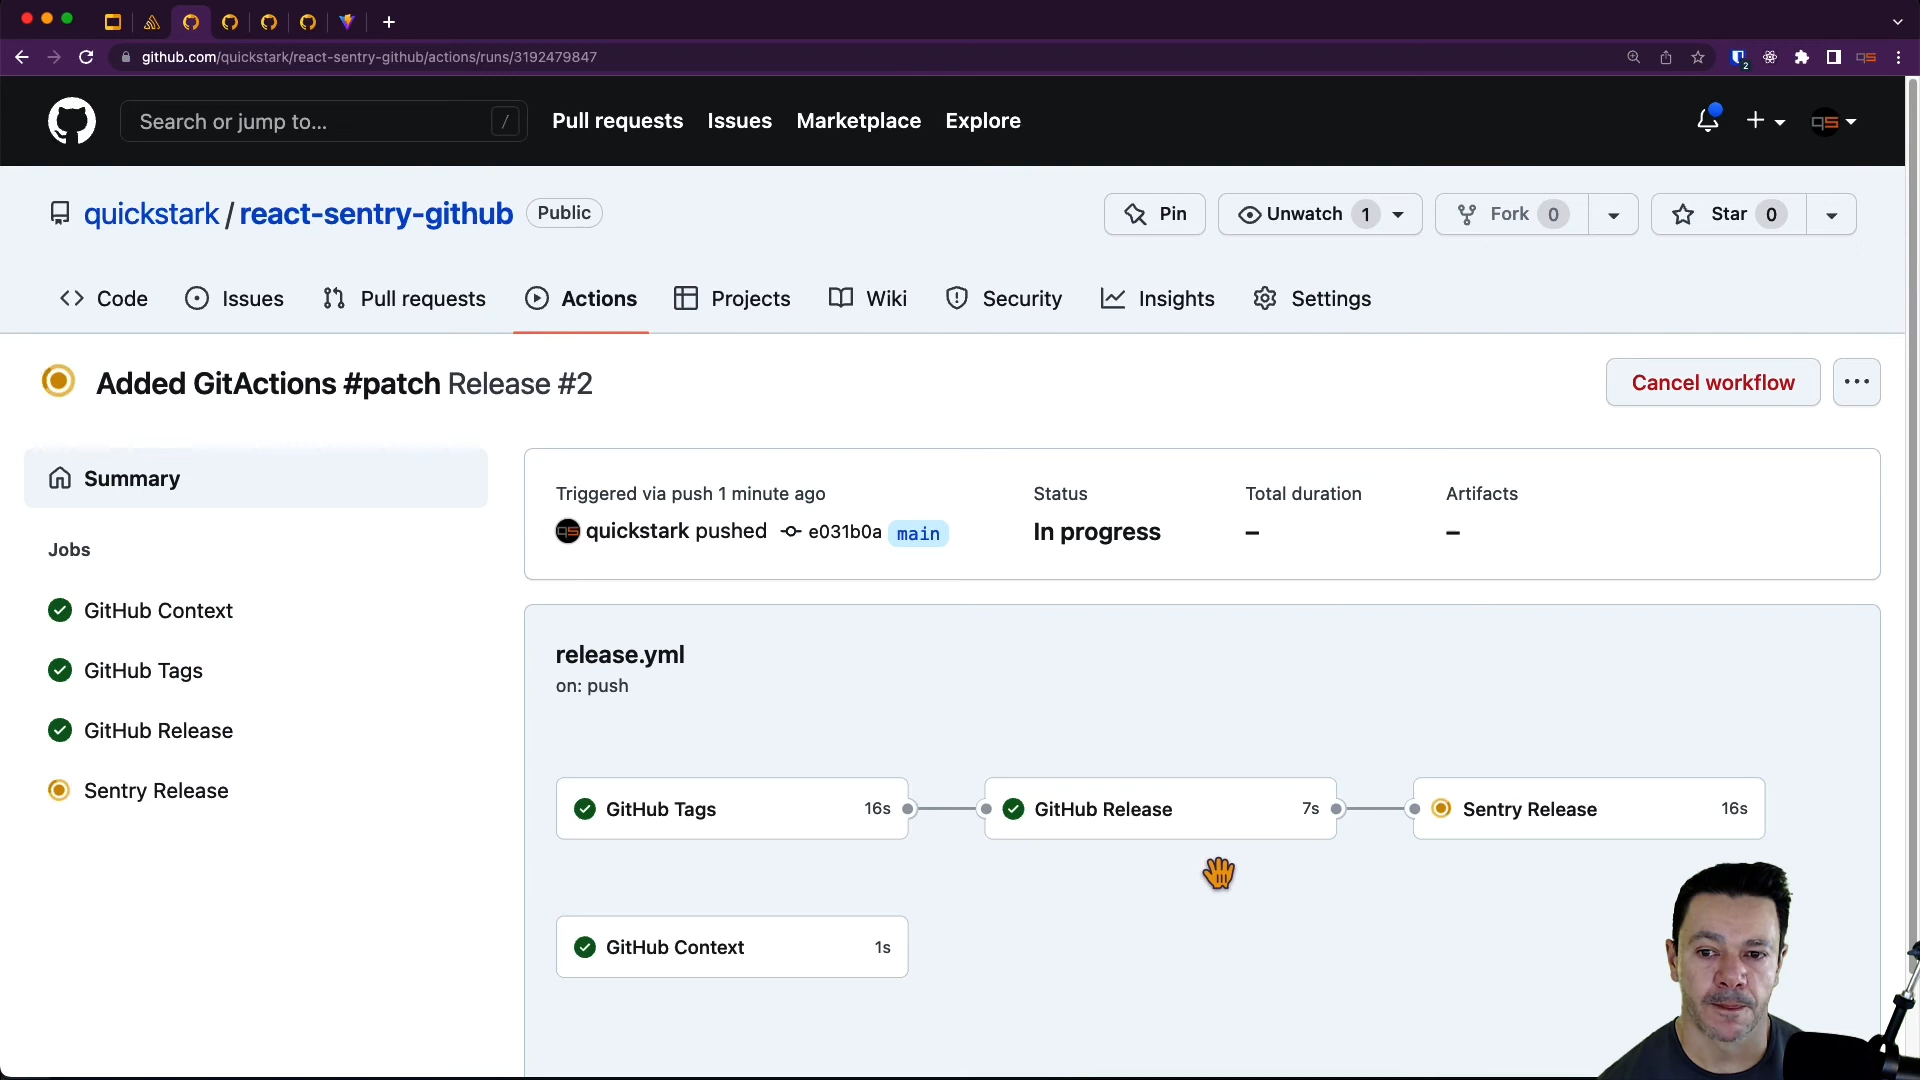 github.com/quickstark/react-sentry-github/actions/runs/3192479847
2
Search or jump to... /
Pull requests Issues Marketplace Explore
quickstark / react-sentry-github Public
Pin Unwatch 1 Fork 0 Star 0
Code Issues Pull requests Actions Projects Wiki Security Insights Settings
Added GitActions #patch Release #2
Cancel workflow
Summary
Jobs
GitHub Context
GitHub Tags
GitHub Release
Sentry Release
Triggered via push 1 minute ago
quickstark pushed e031b0a main
Status
In progress
Total duration
–
Artifacts
–
release.yml
on: push
GitHub Tags 16s
GitHub Release 7s
Sentry Release 16s
GitHub Context 1s